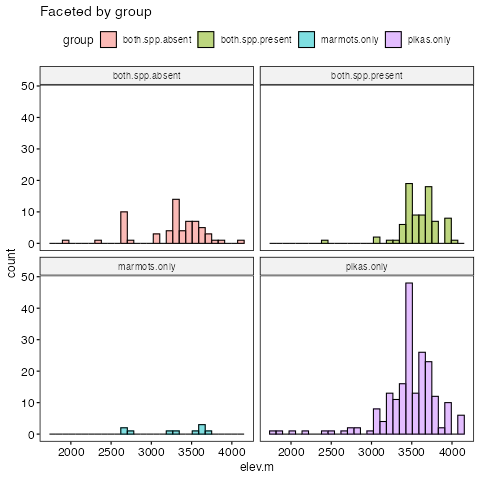 Faceted by group
group both.spp.absent both.spp.present marmots.only pikas.only
both.spp.absent both.spp.present
50
40
30
20
10
0
marmots.only pikas.only
50
40
30
20
10
0
count
2000 2500 3000 3500 4000 2000 2500 3000 3500 4000
elev.m